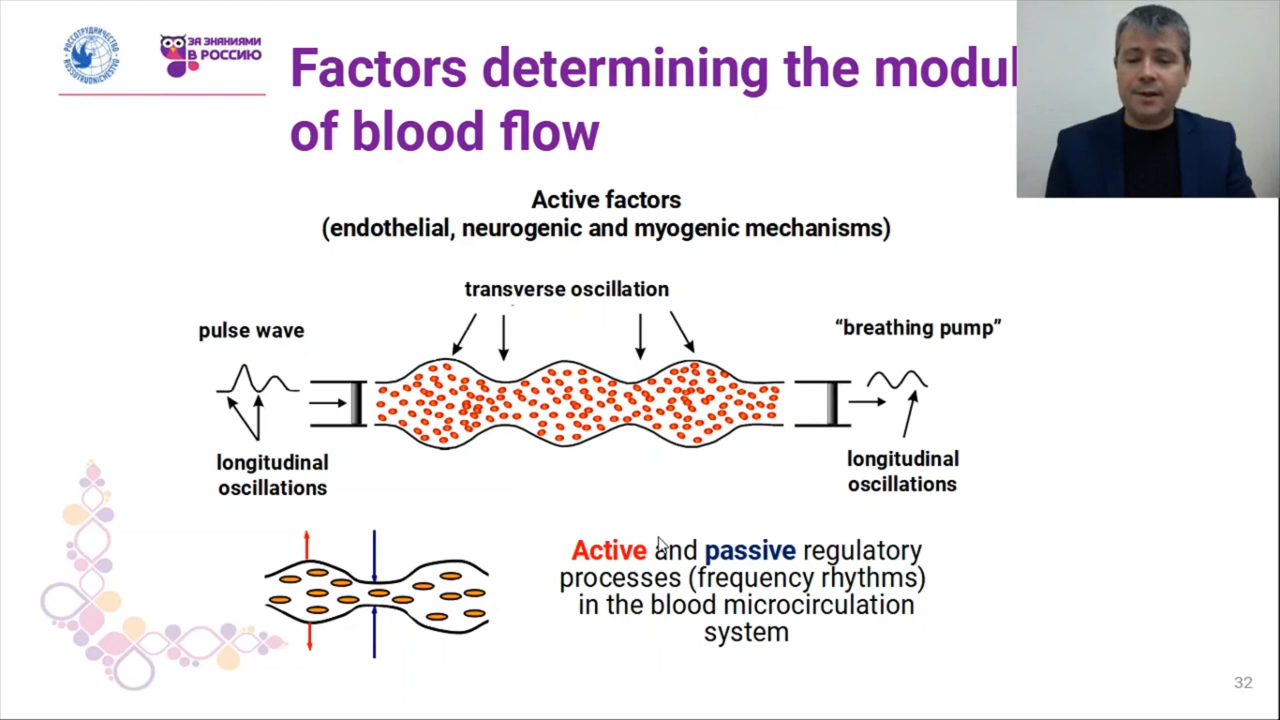 РОССОТРУДНИЧЕСТВО
ROSSOTRUDNICHESTVO
ЗА ЗНАНИЯМИ
В РОССИЮ
Factors determining the modul
of blood flow
Active factors
(endothelial, neurogenic and myogenic mechanisms)
transverse oscillation
pulse wave
“breathing pump”
longitudinal
oscillations
longitudinal
oscillations
Active and passive regulatory
processes (frequency rhythms)
in the blood microcirculation
system
32